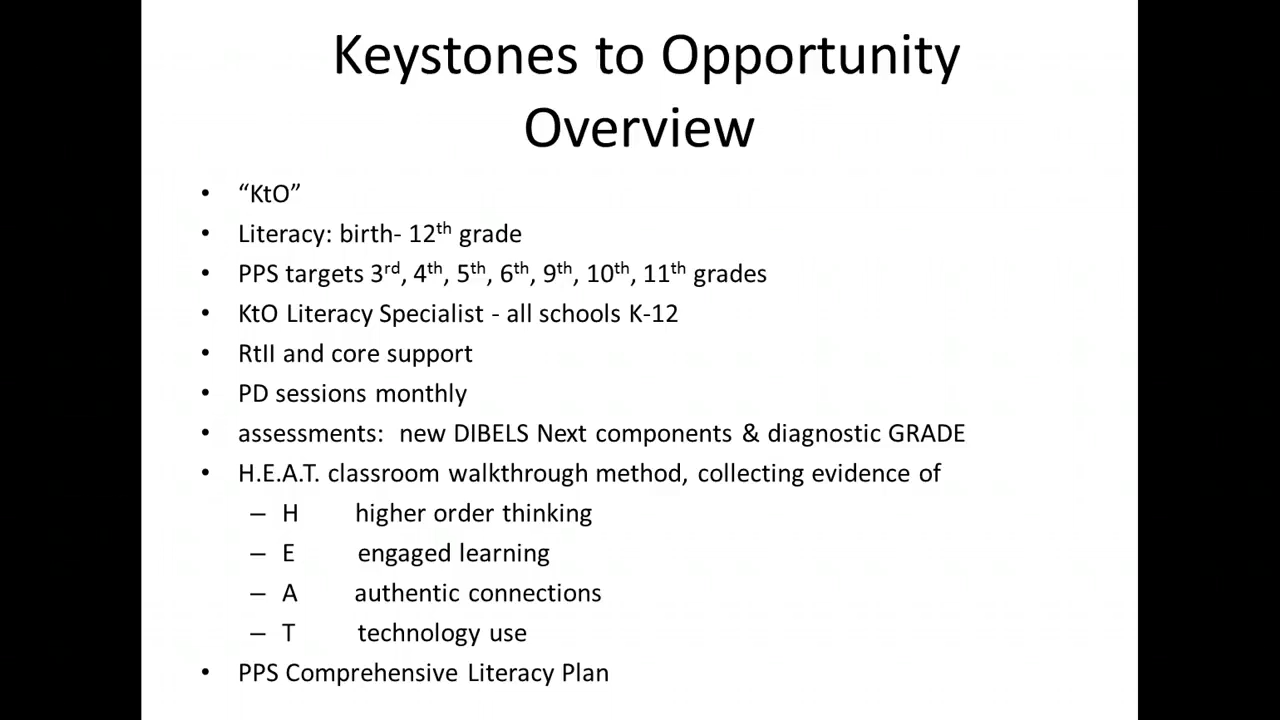 Keystones to Opportunity
Overview
• “KtO”
• Literacy: birth- 12th grade
• PPS targets 3rd, 4th, 5th, 6th, 9th, 10th, 11th grades
• KtO Literacy Specialist - all schools K-12
• RtII and core support
• PD sessions monthly
• assessments:  new DIBELS Next components & diagnostic GRADE
• H.E.A.T. classroom walkthrough method, collecting evidence of
– H higher order thinking
– E engaged learning
– A authentic connections
– T technology use
• PPS Comprehensive Literacy Plan